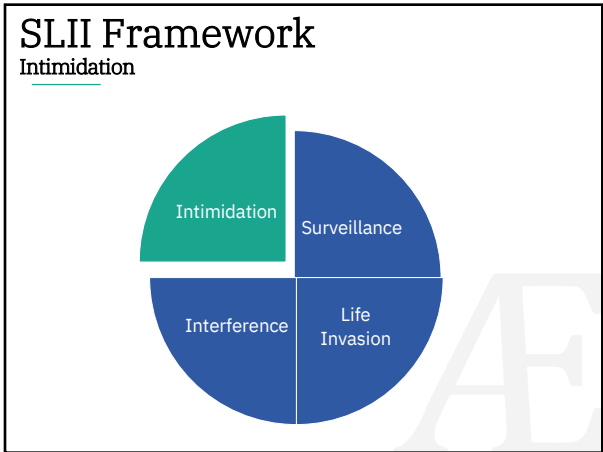 SLII Framework
Intimidation
Intimidation
Surveillance
Interference
Life
Invasion
Æ